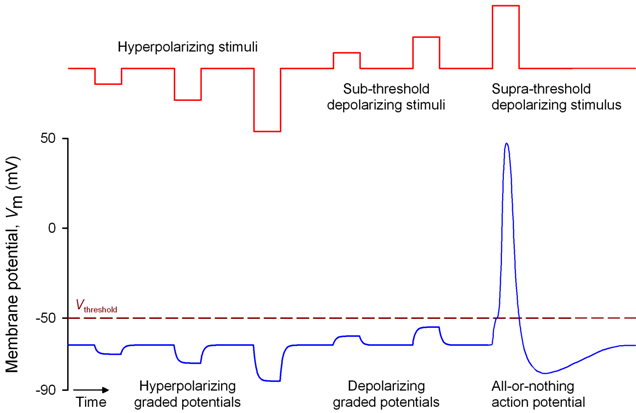 Hyperpolarizing stimuli
Sub-threshold
depolarizing stimuli
Supra-threshold
depolarizing stimulus
Membrane potential, Vm (mV)
50
0
-50
-90
Vthreshold
Time
Hyperpolarizing
graded potentials
Depolarizing
graded potentials
All-or-nothing
action potential